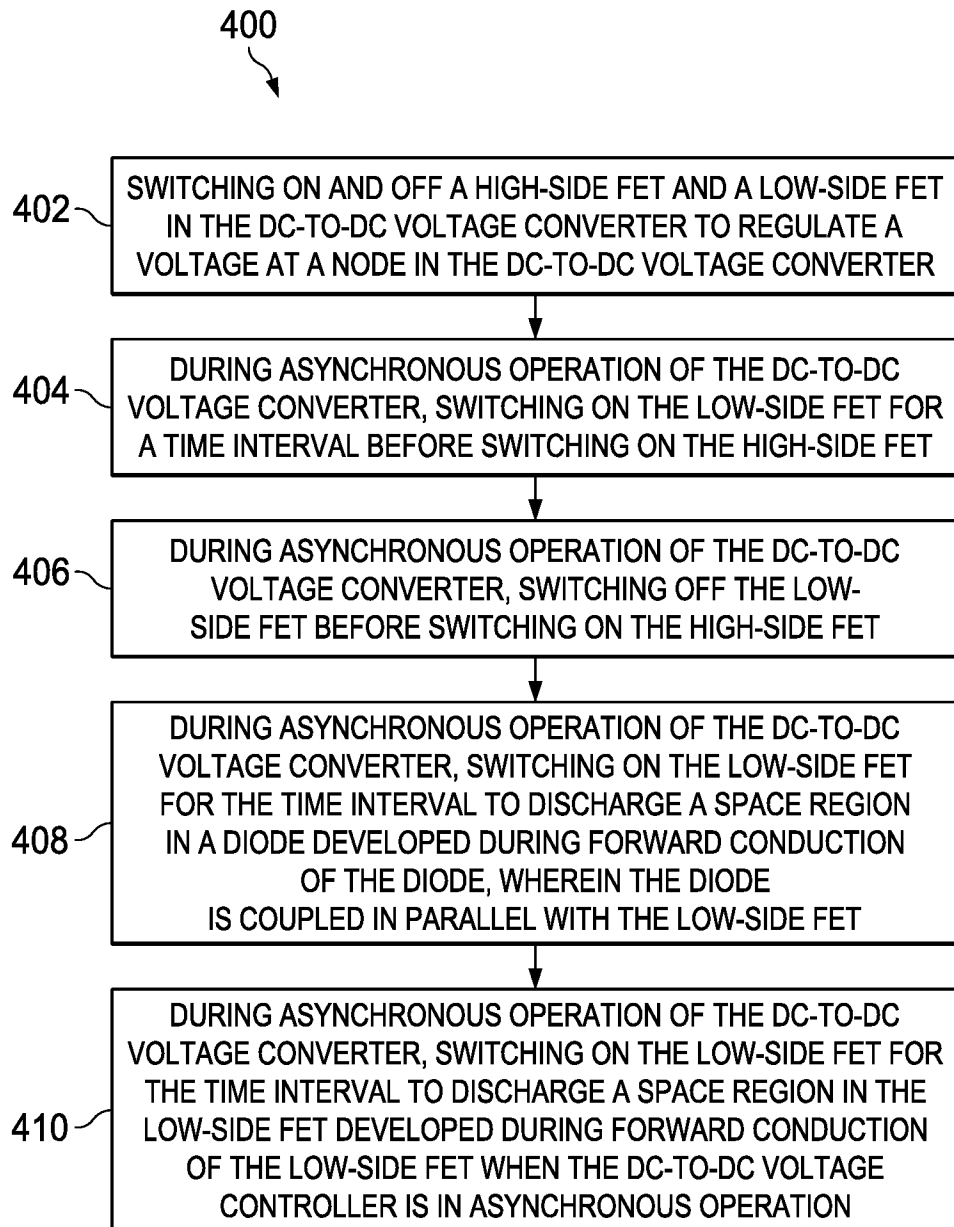 400
402
SWITCHING ON AND OFF A HIGH-SIDE FET AND A LOW-SIDE FET
IN THE DC-TO-DC VOLTAGE CONVERTER TO REGULATE A
VOLTAGE AT A NODE IN THE DC-TO-DC VOLTAGE CONVERTER
404
DURING ASYNCHRONOUS OPERATION OF THE DC-TO-DC
VOLTAGE CONVERTER, SWITCHING ON THE LOW-SIDE FET FOR
A TIME INTERVAL BEFORE SWITCHING ON THE HIGH-SIDE FET
406
DURING ASYNCHRONOUS OPERATION OF THE DC-TO-DC
VOLTAGE CONVERTER, SWITCHING OFF THE LOW-
SIDE FET BEFORE SWITCHING ON THE HIGH-SIDE FET
408
DURING ASYNCHRONOUS OPERATION OF THE DC-TO-DC
VOLTAGE CONVERTER, SWITCHING ON THE LOW-SIDE FET
FOR THE TIME INTERVAL TO DISCHARGE A SPACE REGION
IN A DIODE DEVELOPED DURING FORWARD CONDUCTION
OF THE DIODE, WHEREIN THE DIODE
IS COUPLED IN PARALLEL WITH THE LOW-SIDE FET
410
DURING ASYNCHRONOUS OPERATION OF THE DC-TO-DC
VOLTAGE CONVERTER, SWITCHING ON THE LOW-SIDE FET FOR
THE TIME INTERVAL TO DISCHARGE A SPACE REGION IN THE
LOW-SIDE FET DEVELOPED DURING FORWARD CONDUCTION
OF THE LOW-SIDE FET WHEN THE DC-TO-DC VOLTAGE
CONTROLLER IS IN ASYNCHRONOUS OPERATION